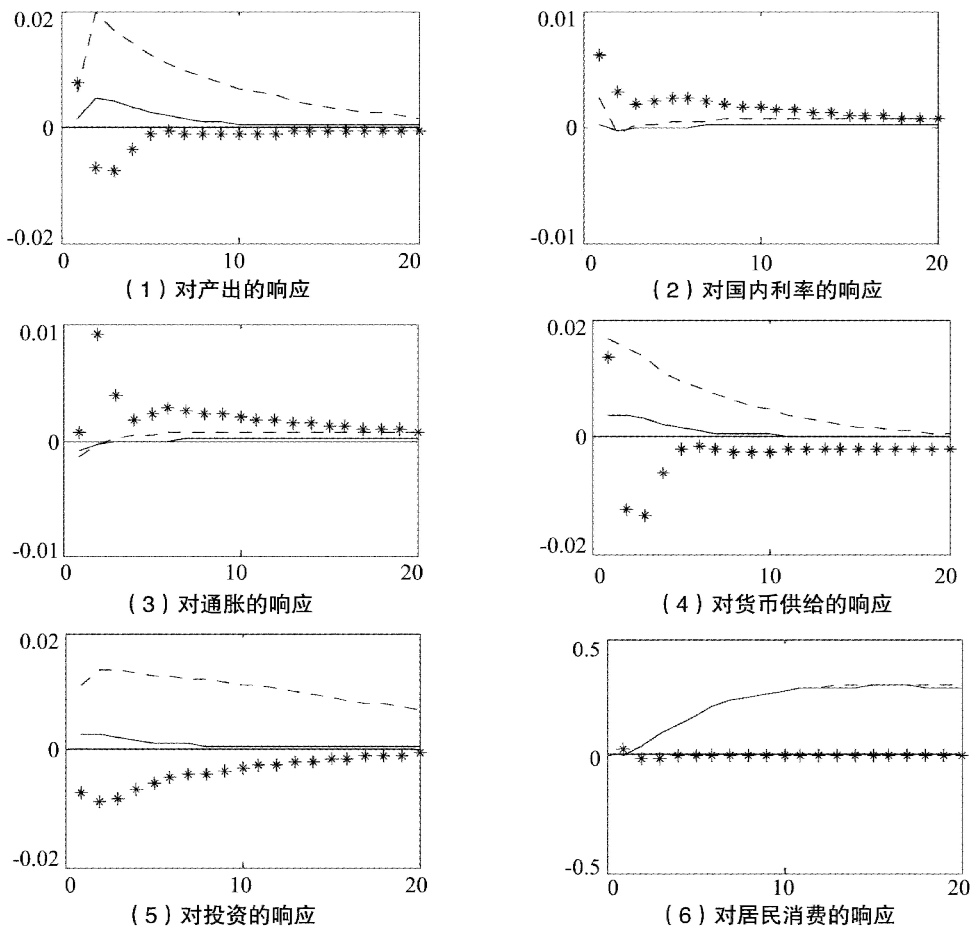 0.02
0
-0.02
0 10 20
（1）对产出的响应
0.01
0
-0.01
0 10 20
（2）对国内利率的响应
0.01
0
-0.01
0 10 20
（3）对通胀的响应
0.02
0
-0.02
0 10 20
（4）对货币供给的响应
0.02
0
-0.02
0 10 20
（5）对投资的响应
0.5
0
-0.5
0 10 20
（6）对居民消费的响应